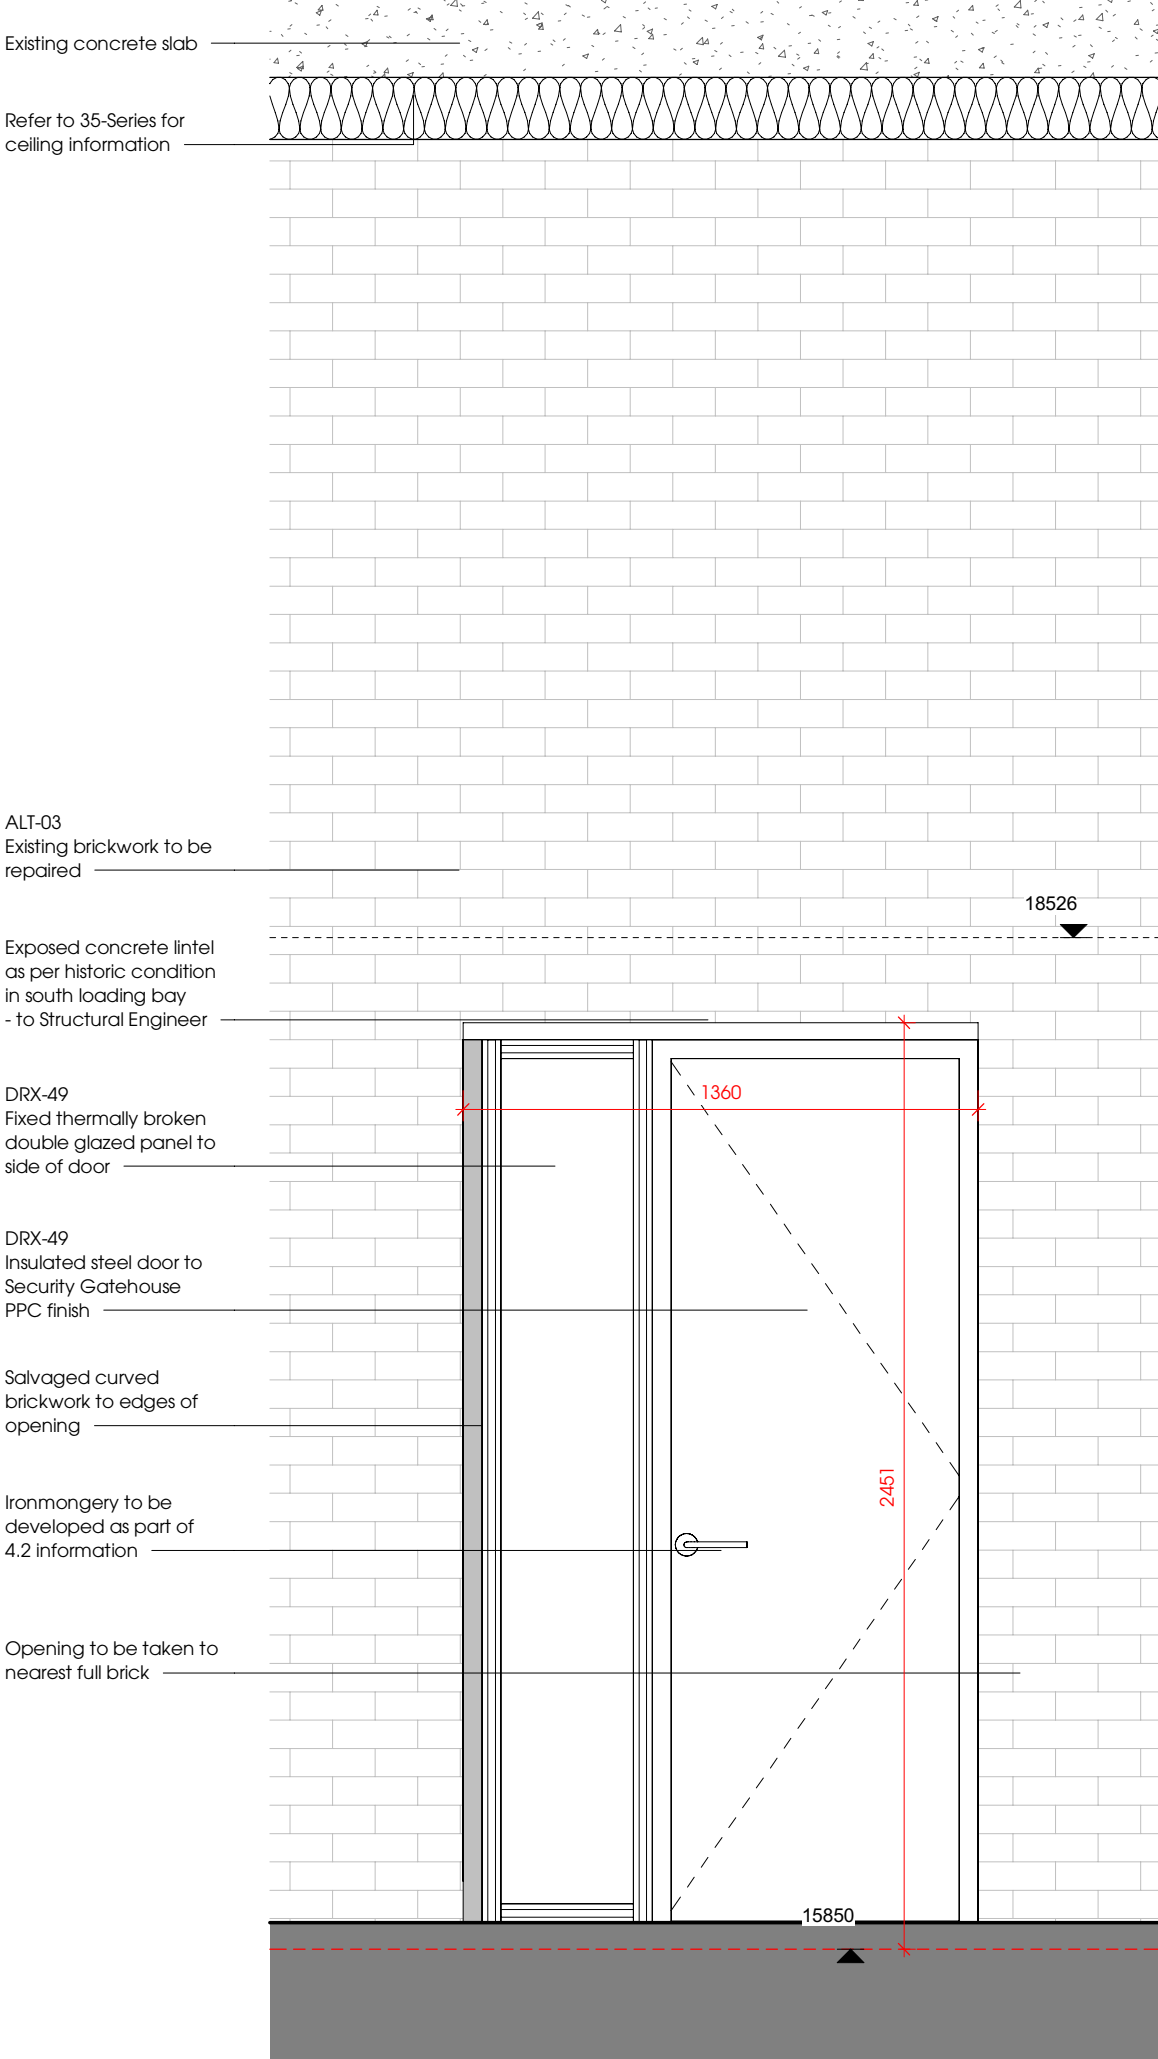 Existing concrete slab
Refer to 35-Series for
ceiling information
ALT-03
Existing brickwork to be
repaired
18526
Exposed concrete lintel
as per historic condition
in south loading bay
- to Structural Engineer
DRX-49
Fixed thermally broken
double glazed panel to
side of door
1360
DRX-49
Insulated steel door to
Security Gatehouse
PPC finish
Salvaged curved
brickwork to edges of
opening
2451
Ironmongery to be
developed as part of
4.2 information
Opening to be taken to
nearest full brick
15850